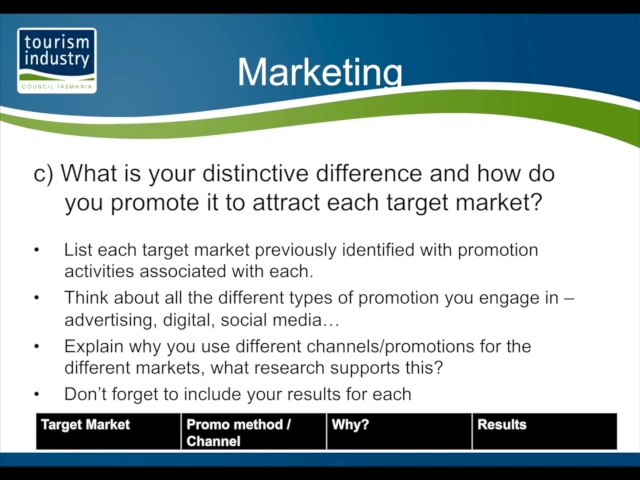 tourism
industry
COUNCIL TASMANIA
Marketing
c) What is your distinctive difference and how do
you promote it to attract each target market?
• List each target market previously identified with promotion
activities associated with each.
• Think about all the different types of promotion you engage in –
advertising, digital, social media…
• Explain why you use different channels/promotions for the
different markets, what research supports this?
• Don’t forget to include your results for each
Target Market Promo method / Why? Results
Channel